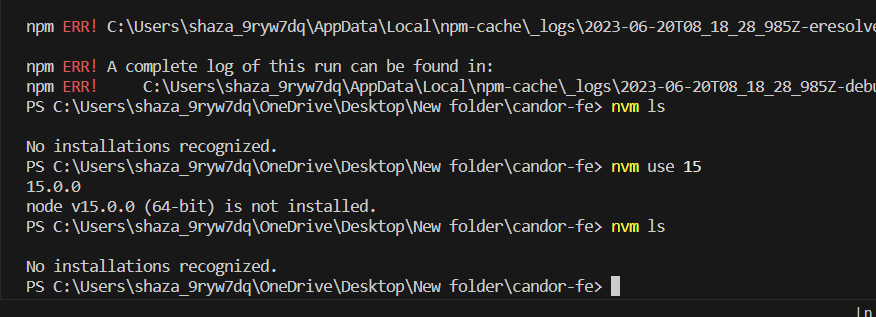 npm ERR! C:\Users\shaza_9ryw7dq\AppData\Local\npm-cache\_logs\2023-06-20T08_18_28_985Z-eresolve
npm ERR! A complete log of this run can be found in:
npm ERR!     C:\Users\shaza_9ryw7dq\AppData\Local\npm-cache\_logs\2023-06-20T08_18_28_985Z-debu
PS C:\Users\shaza_9ryw7dq\OneDrive\Desktop\New folder\candor-fe> nvm ls
No installations recognized.
PS C:\Users\shaza_9ryw7dq\OneDrive\Desktop\New folder\candor-fe> nvm use 15
15.0.0
node v15.0.0 (64-bit) is not installed.
PS C:\Users\shaza_9ryw7dq\OneDrive\Desktop\New folder\candor-fe> nvm ls
No installations recognized.
PS C:\Users\shaza_9ryw7dq\OneDrive\Desktop\New folder\candor-fe>